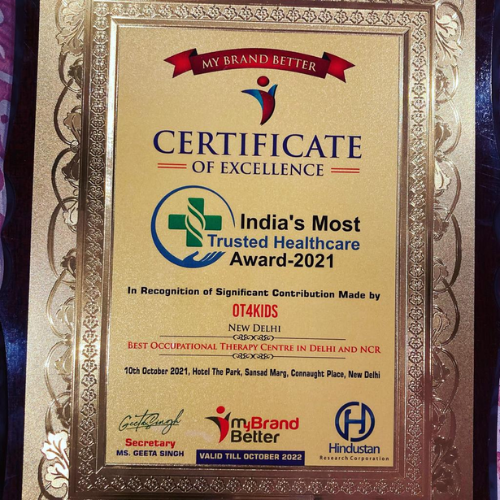 MY BRAND BETTER
CERTIFICATE
OF EXCELLENCE
India's Most
Trusted Healthcare
Award-2021
In Recognition of Significant Contribution Made by
OT4KIDS
NEW DELHI
BEST OCCUPATIONAL THERAPY CENTRE IN DELHI AND NCR
10th October 2021, Hotel The Park, Sansad Marg, Connaught Place, New Delhi
GeetaSingh
Secretary
MS. GEETA SINGH
myBrand
Better
VALID TILL OCTOBER 2022
H
Hindustan
Research Corporation